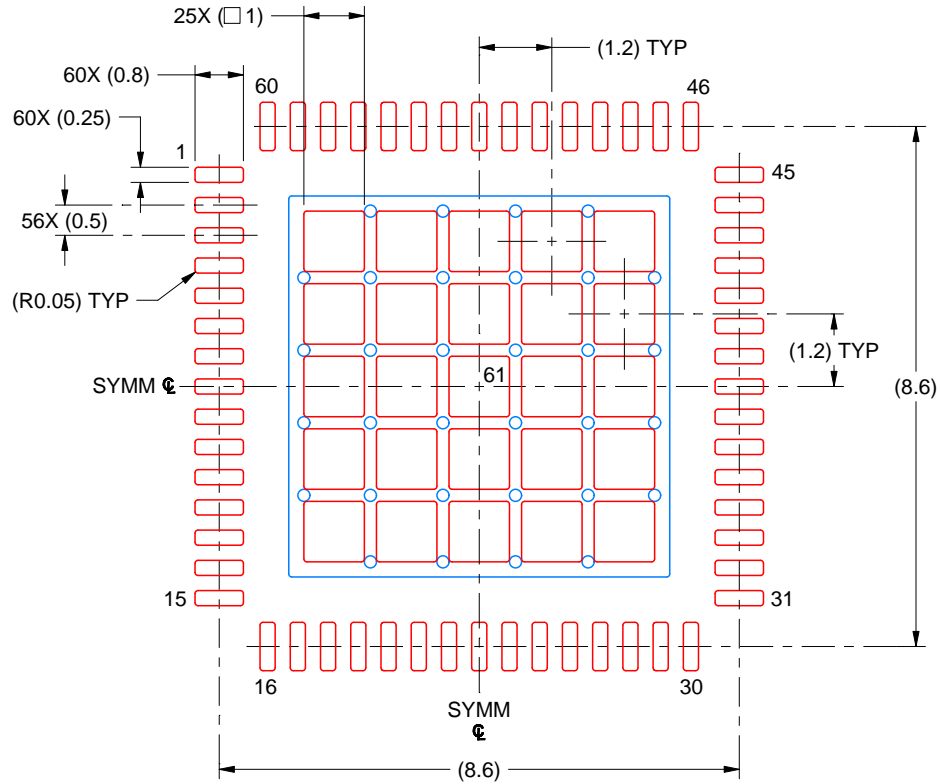 25X (□ 1)
(1.2) TYP
60X (0.8)
60
46
60X (0.25)
1
45
56X (0.5)
(R0.05) TYP
(1.2) TYP
SYMM ℄
61
(8.6)
15
31
16
30
SYMM
℄
(8.6)